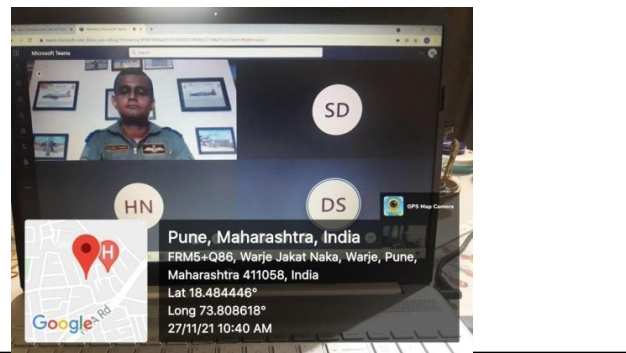 Microsoft Teams
Search
SD
HN
DS
GPS Map Camera
H
Google
Pune, Maharashtra, India
FRM5+Q86, Warje Jakat Naka, Warje, Pune,
Maharashtra 411058, India
Lat 18.484446°
Long 73.808618°
27/11/21 10:40 AM